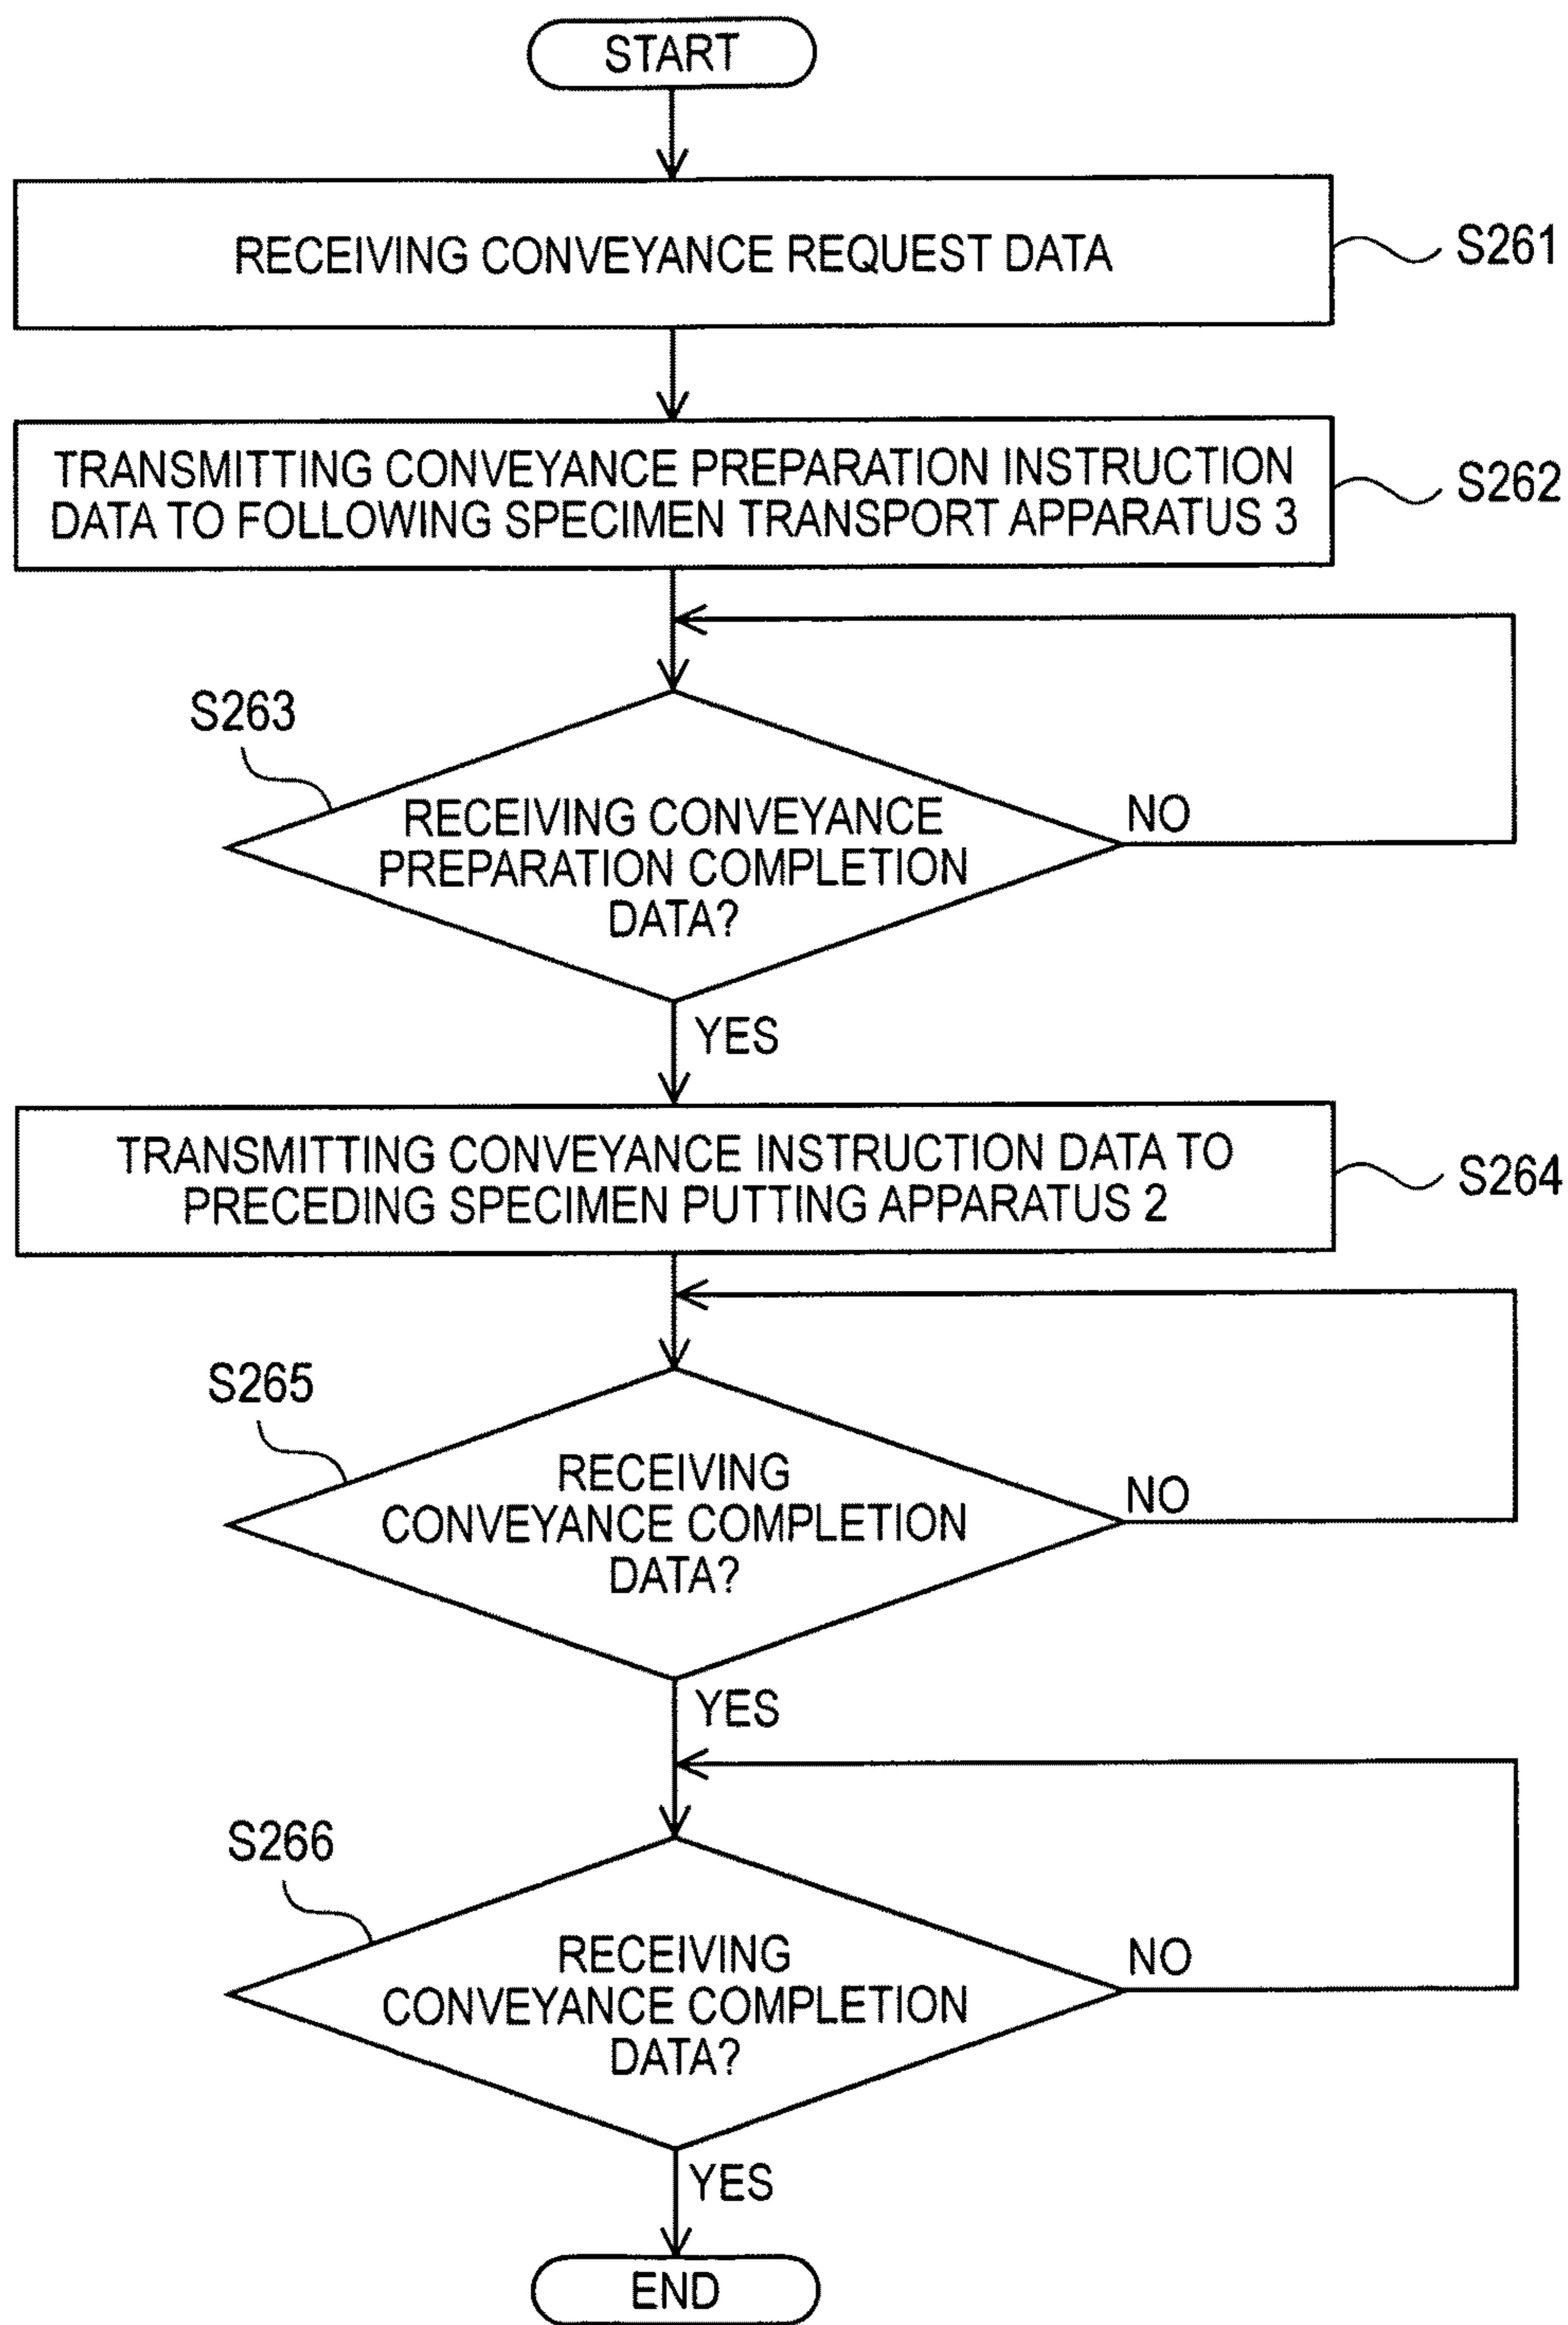 START
RECEIVING CONVEYANCE REQUEST DATA
S261
TRANSMITTING CONVEYANCE PREPARATION INSTRUCTION
DATA TO FOLLOWING SPECIMEN TRANSPORT APPARATUS 3
S262
S263
RECEIVING CONVEYANCE
PREPARATION COMPLETION
DATA?
NO
YES
TRANSMITTING CONVEYANCE INSTRUCTION DATA TO
PRECEDING SPECIMEN PUTTING APPARATUS 2
S264
S265
RECEIVING
CONVEYANCE COMPLETION
DATA?
NO
YES
S266
RECEIVING
CONVEYANCE COMPLETION
DATA?
NO
YES
END